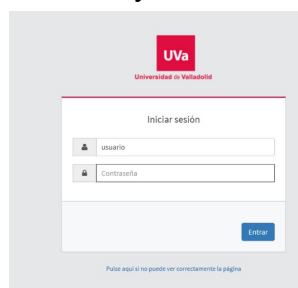 UVa
Universidad de Valladolid
Iniciar sesión
usuario
Contraseña
Entrar
Pulse aquí si no puede ver correctamente la página